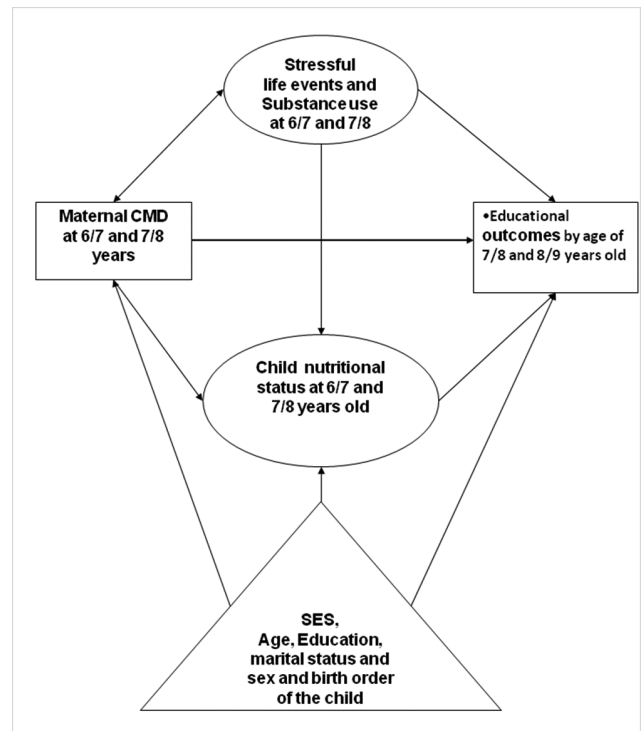 Stressful
life events and
Substance use
at 6/7 and 7/8
Maternal CMD
at 6/7 and 7/8
years
•Educational
outcomes by age of
7/8 and 8/9 years old
Child nutritional
status at 6/7 and
7/8 years old
SES,
Age, Education,
marital status and
sex and birth order
of the child